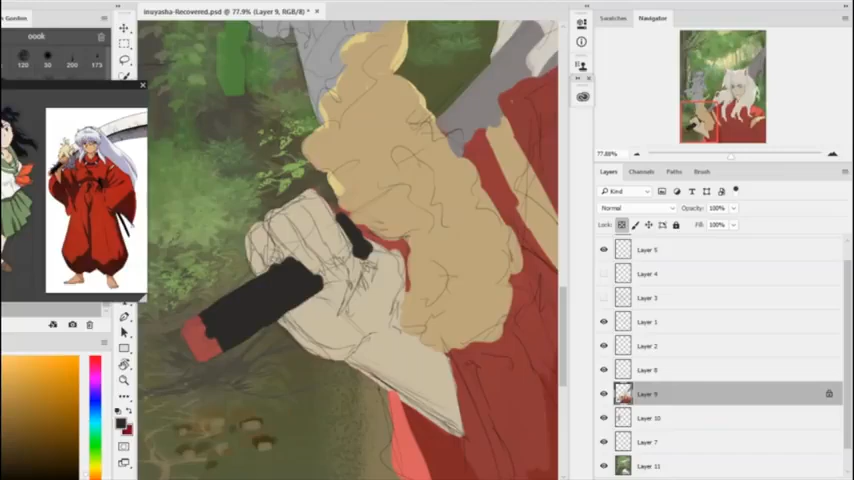 inuyasha-Recovered.psd @ 77.9% (Layer 9, RGB/8) *
oook
120 50 200 173
Swatches Navigator
77.88%
Layers Channels Paths Brush
Kind
Normal Opacity: 100%
Lock: Fill: 100%
Layer 5
Layer 4
Layer 3
Layer 1
Layer 2
Layer 8
Layer 9
Layer 10
Layer 7
Layer 11